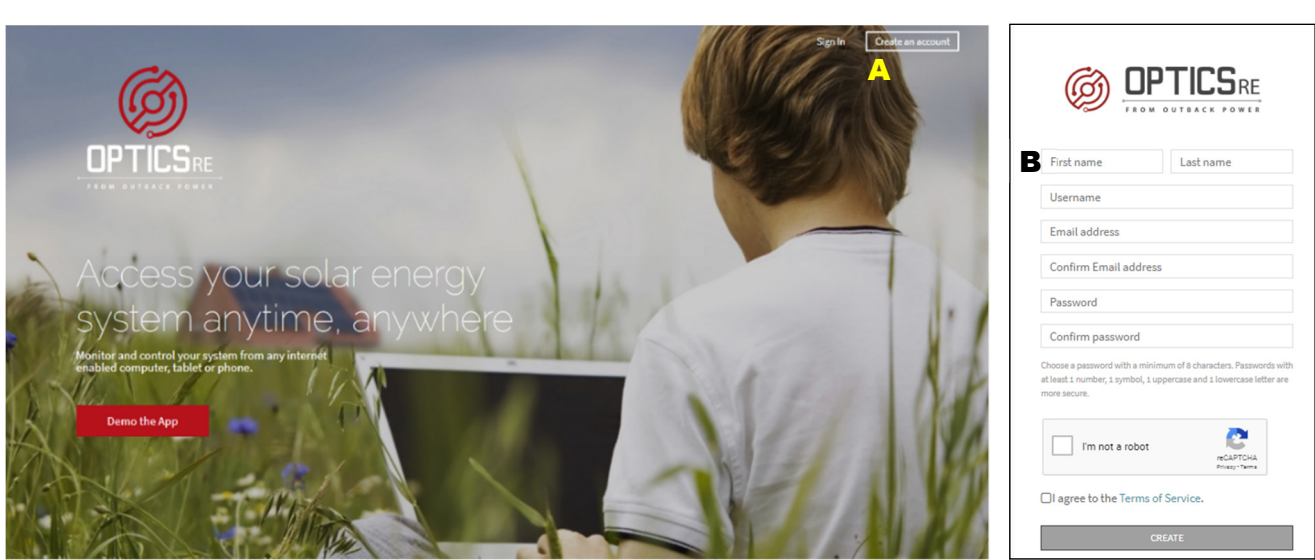 Sign In
Create an account
A
OPTICSRE
FROM OUTBACK POWER
Access your solar energy
system anytime, anywhere
Monitor and control your system from any internet
enabled computer, tablet or phone.
Demo the App
OPTICSRE
FROM OUTBACK POWER
B
First name
Last name
Username
Email address
Confirm Email address
Password
Confirm password
Choose a password with a minimum of 8 characters. Passwords with
at least 1 number, 1 symbol, 1 uppercase and 1 lowercase letter are
more secure.
I'm not a robot
reCAPTCHA
Privacy - Terms
I agree to the Terms of Service.
CREATE